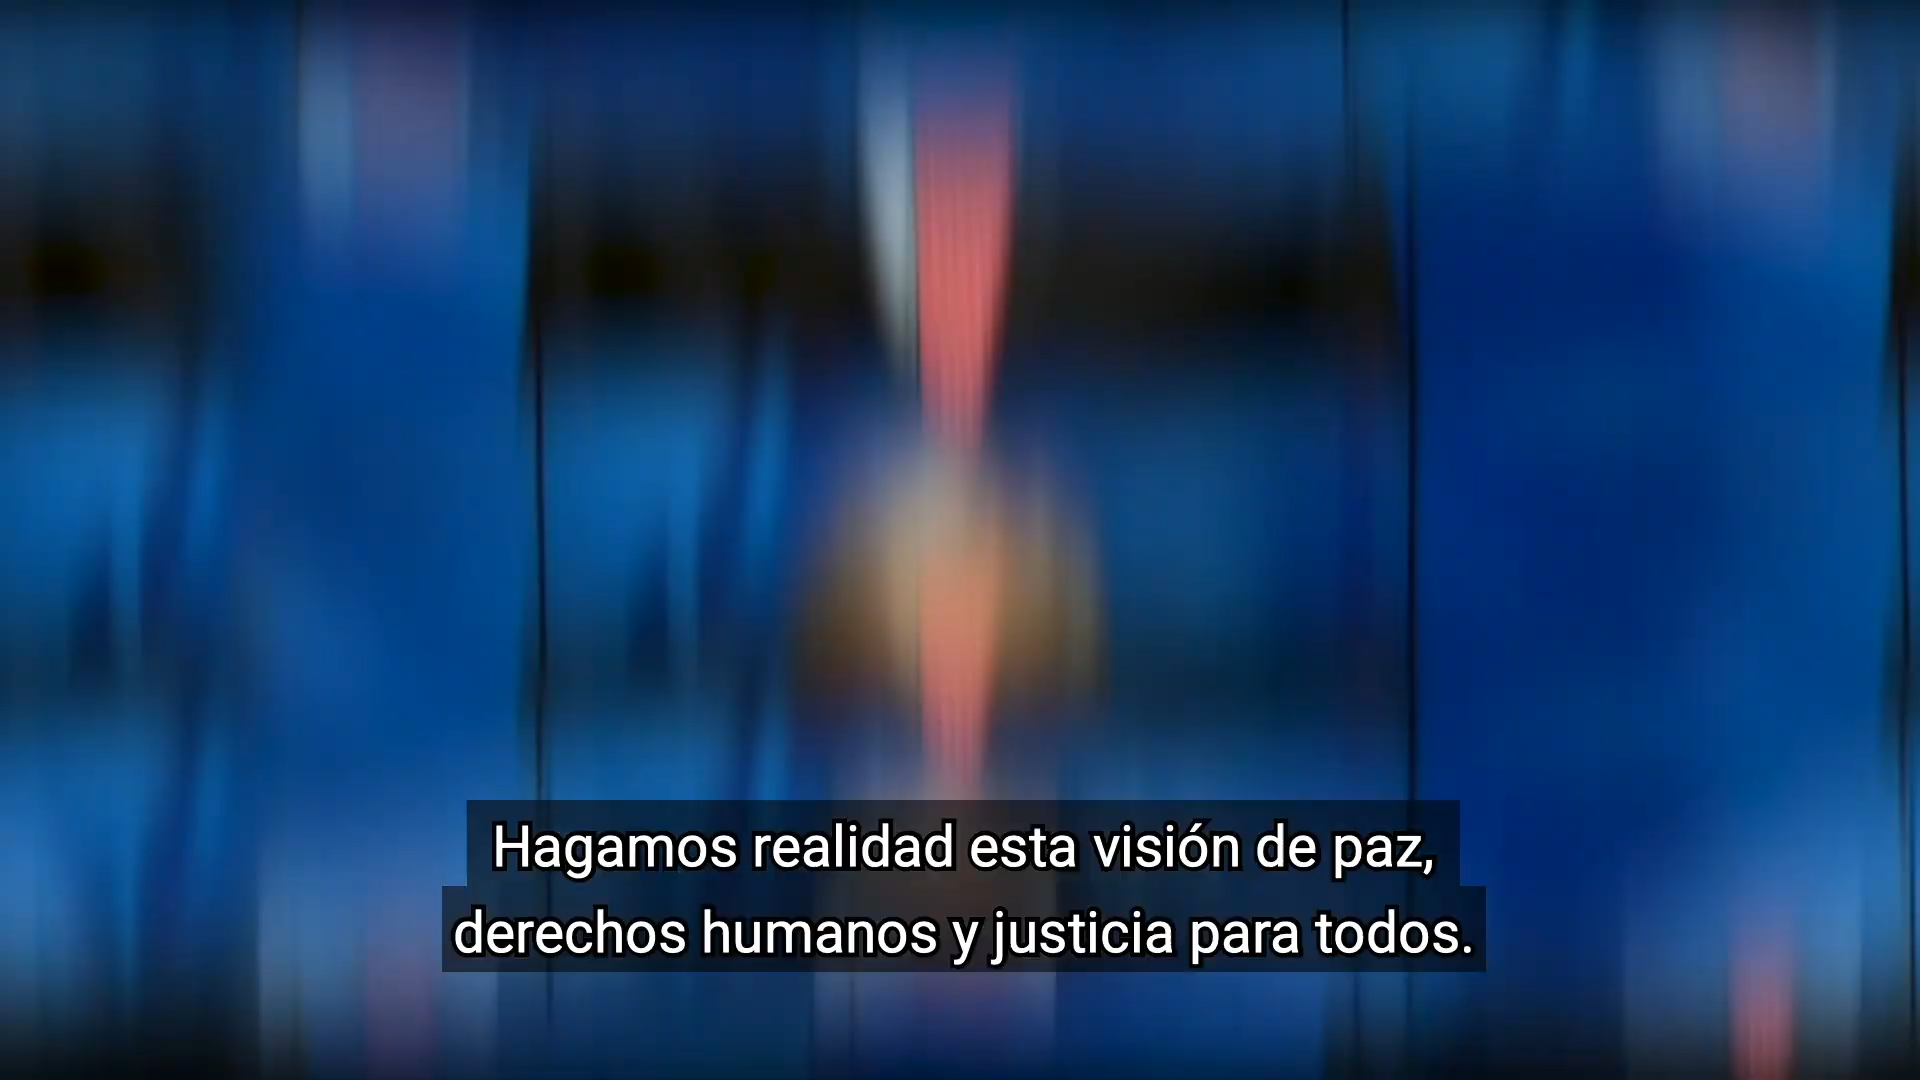 Hagamos realidad esta visión de paz,
derechos humanos y justicia para todos.